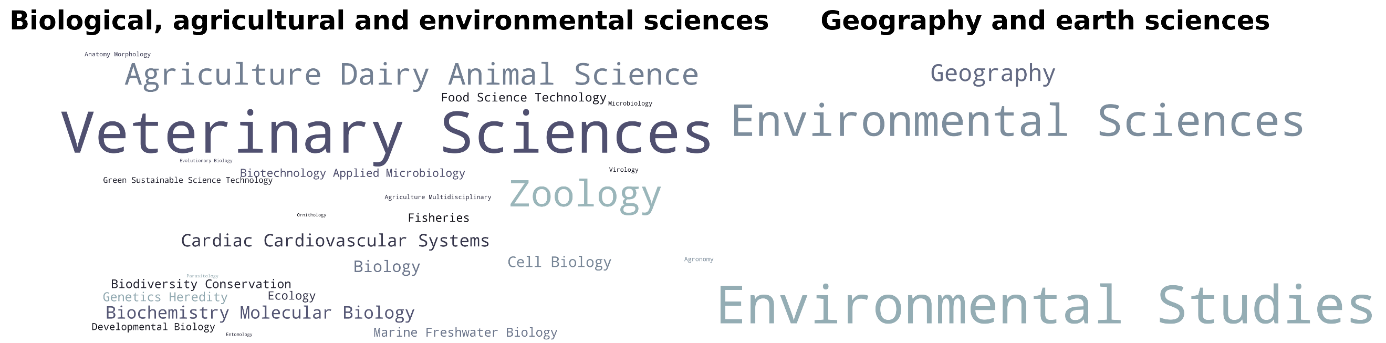 Biological, agricultural and environmental sciences
Anatomy Morphology
Agriculture Dairy Animal Science
Food Science Technology
Microbiology
Veterinary Sciences
Evolutionary Biology
Biotechnology Applied Microbiology
Virology
Green Sustainable Science Technology
Zoology
Agriculture Multidisciplinary
Ornithology
Fisheries
Cardiac Cardiovascular Systems
Biology
Cell Biology
Agronomy
Parasitology
Biodiversity Conservation
Genetics Heredity
Ecology
Biochemistry Molecular Biology
Developmental Biology
Entomology
Marine Freshwater Biology
Geography and earth sciences
Geography
Environmental Sciences
Environmental Studies